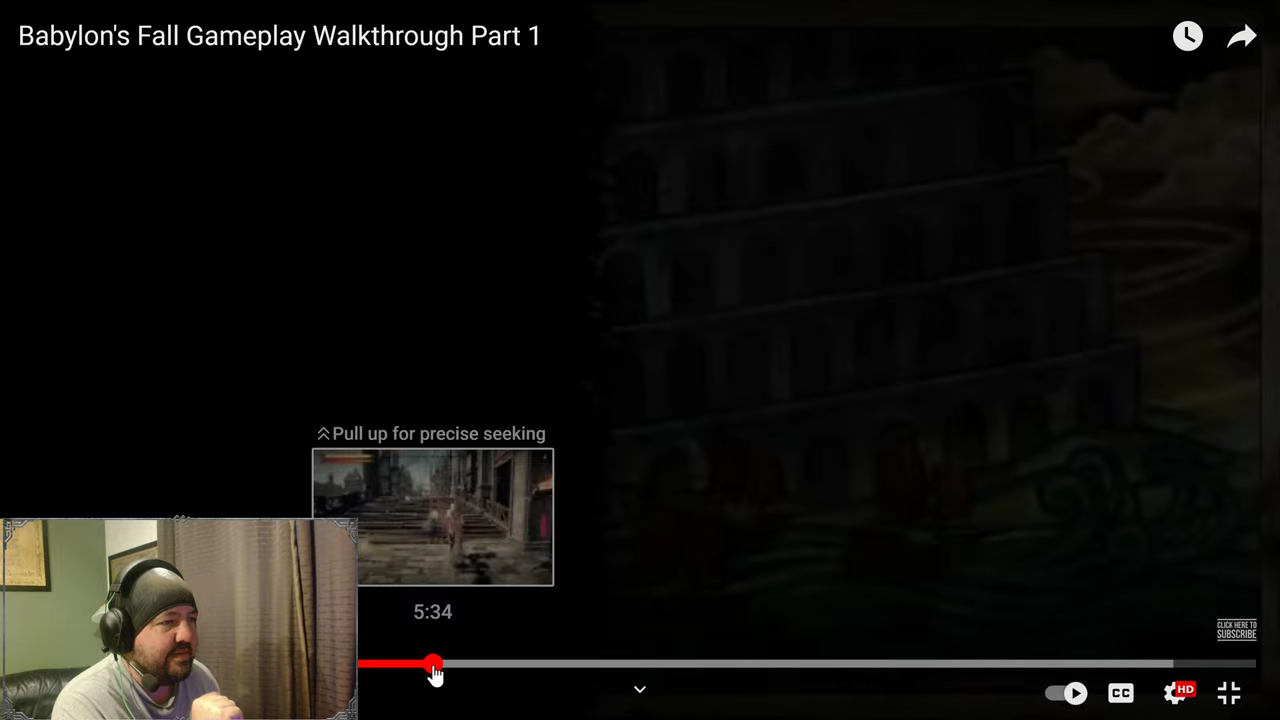 Babylon's Fall Gameplay Walkthrough Part 1
Pull up for precise seeking
5:34
CLICK HERE TO
SUBSCRIBE
CC
HD